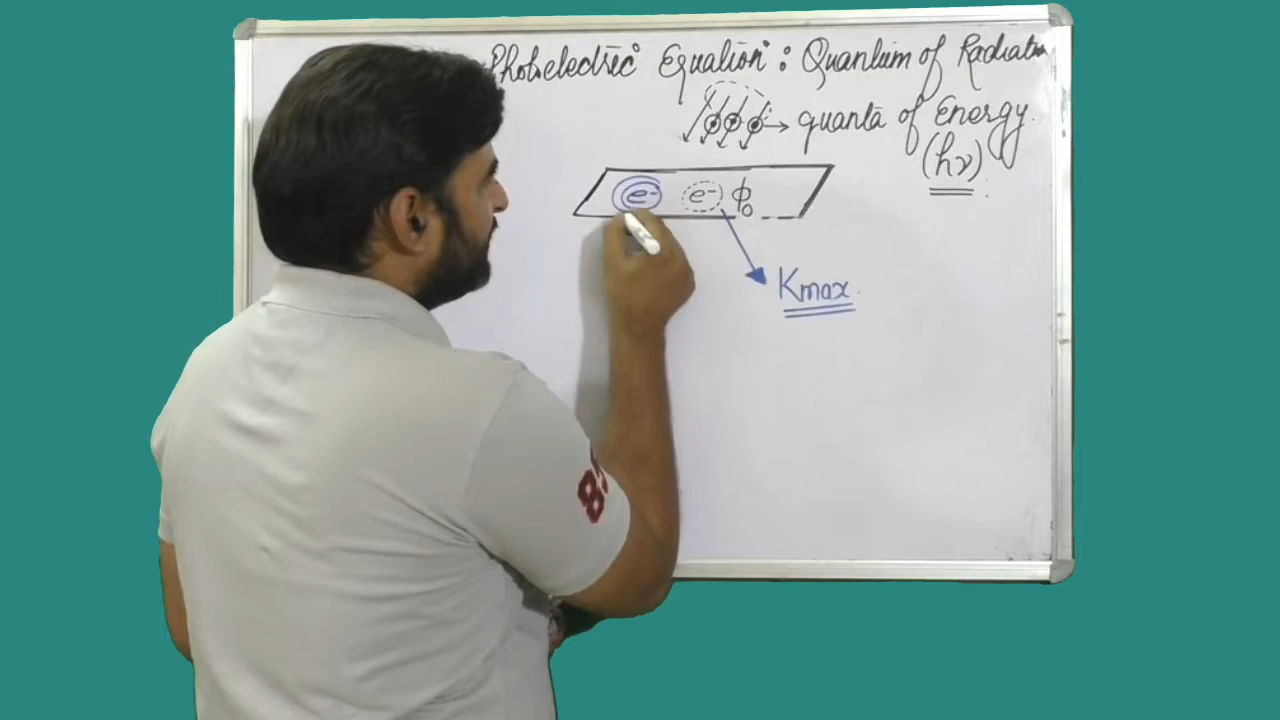 Photoelectric Equation : Quantum of Radiation
→ quanta of Energy.
(hν)
e- e- ϕ0
Kmax